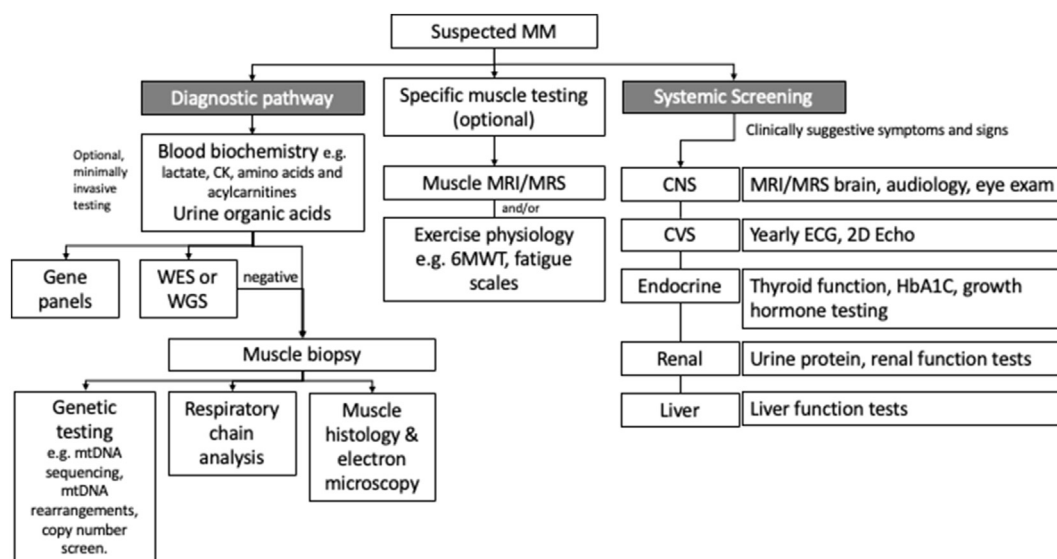 Suspected MM
Diagnostic pathway
Specific muscle testing
(optional)
Systemic Screening
Clinically suggestive symptoms and signs
Optional,
minimally
invasive
testing
Blood biochemistry e.g.
lactate, CK, amino acids and
acylcarnitines
Urine organic acids
Muscle MRI/MRS
and/or
Exercise physiology
e.g. 6MWT, fatigue
scales
CNS
MRI/MRS brain, audiology, eye exam
CVS
Yearly ECG, 2D Echo
Endocrine
Thyroid function, HbA1C, growth
hormone testing
Renal
Urine protein, renal function tests
Liver
Liver function tests
Gene
panels
WES or
WGS
negative
Muscle biopsy
Genetic
testing
e.g. mtDNA
sequencing,
mtDNA
rearrangements,
copy number
screen.
Respiratory
chain
analysis
Muscle
histology &
electron
microscopy